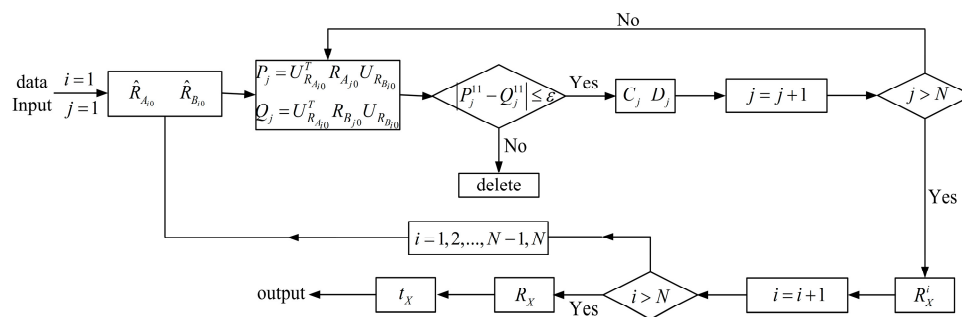 No
data
Input
i = 1
j = 1
R̂_{A_{i0}} R̂_{B_{i0}}
P_j = U^T_{R_{A_{i0}}} R_{A_{j0}} U_{R_{B_{i0}}}
Q_j = U^T_{R_{A_{i0}}} R_{B_{j0}} U_{R_{B_{i0}}}
|P_j^{11} − Q_j^{11}| ≤ ε
Yes
C_j D_j
j = j+1
j > N
No
delete
Yes
i=1,2,...,N−1,N
output
t_X
R_X
Yes
i > N
i = i+1
R_X^i